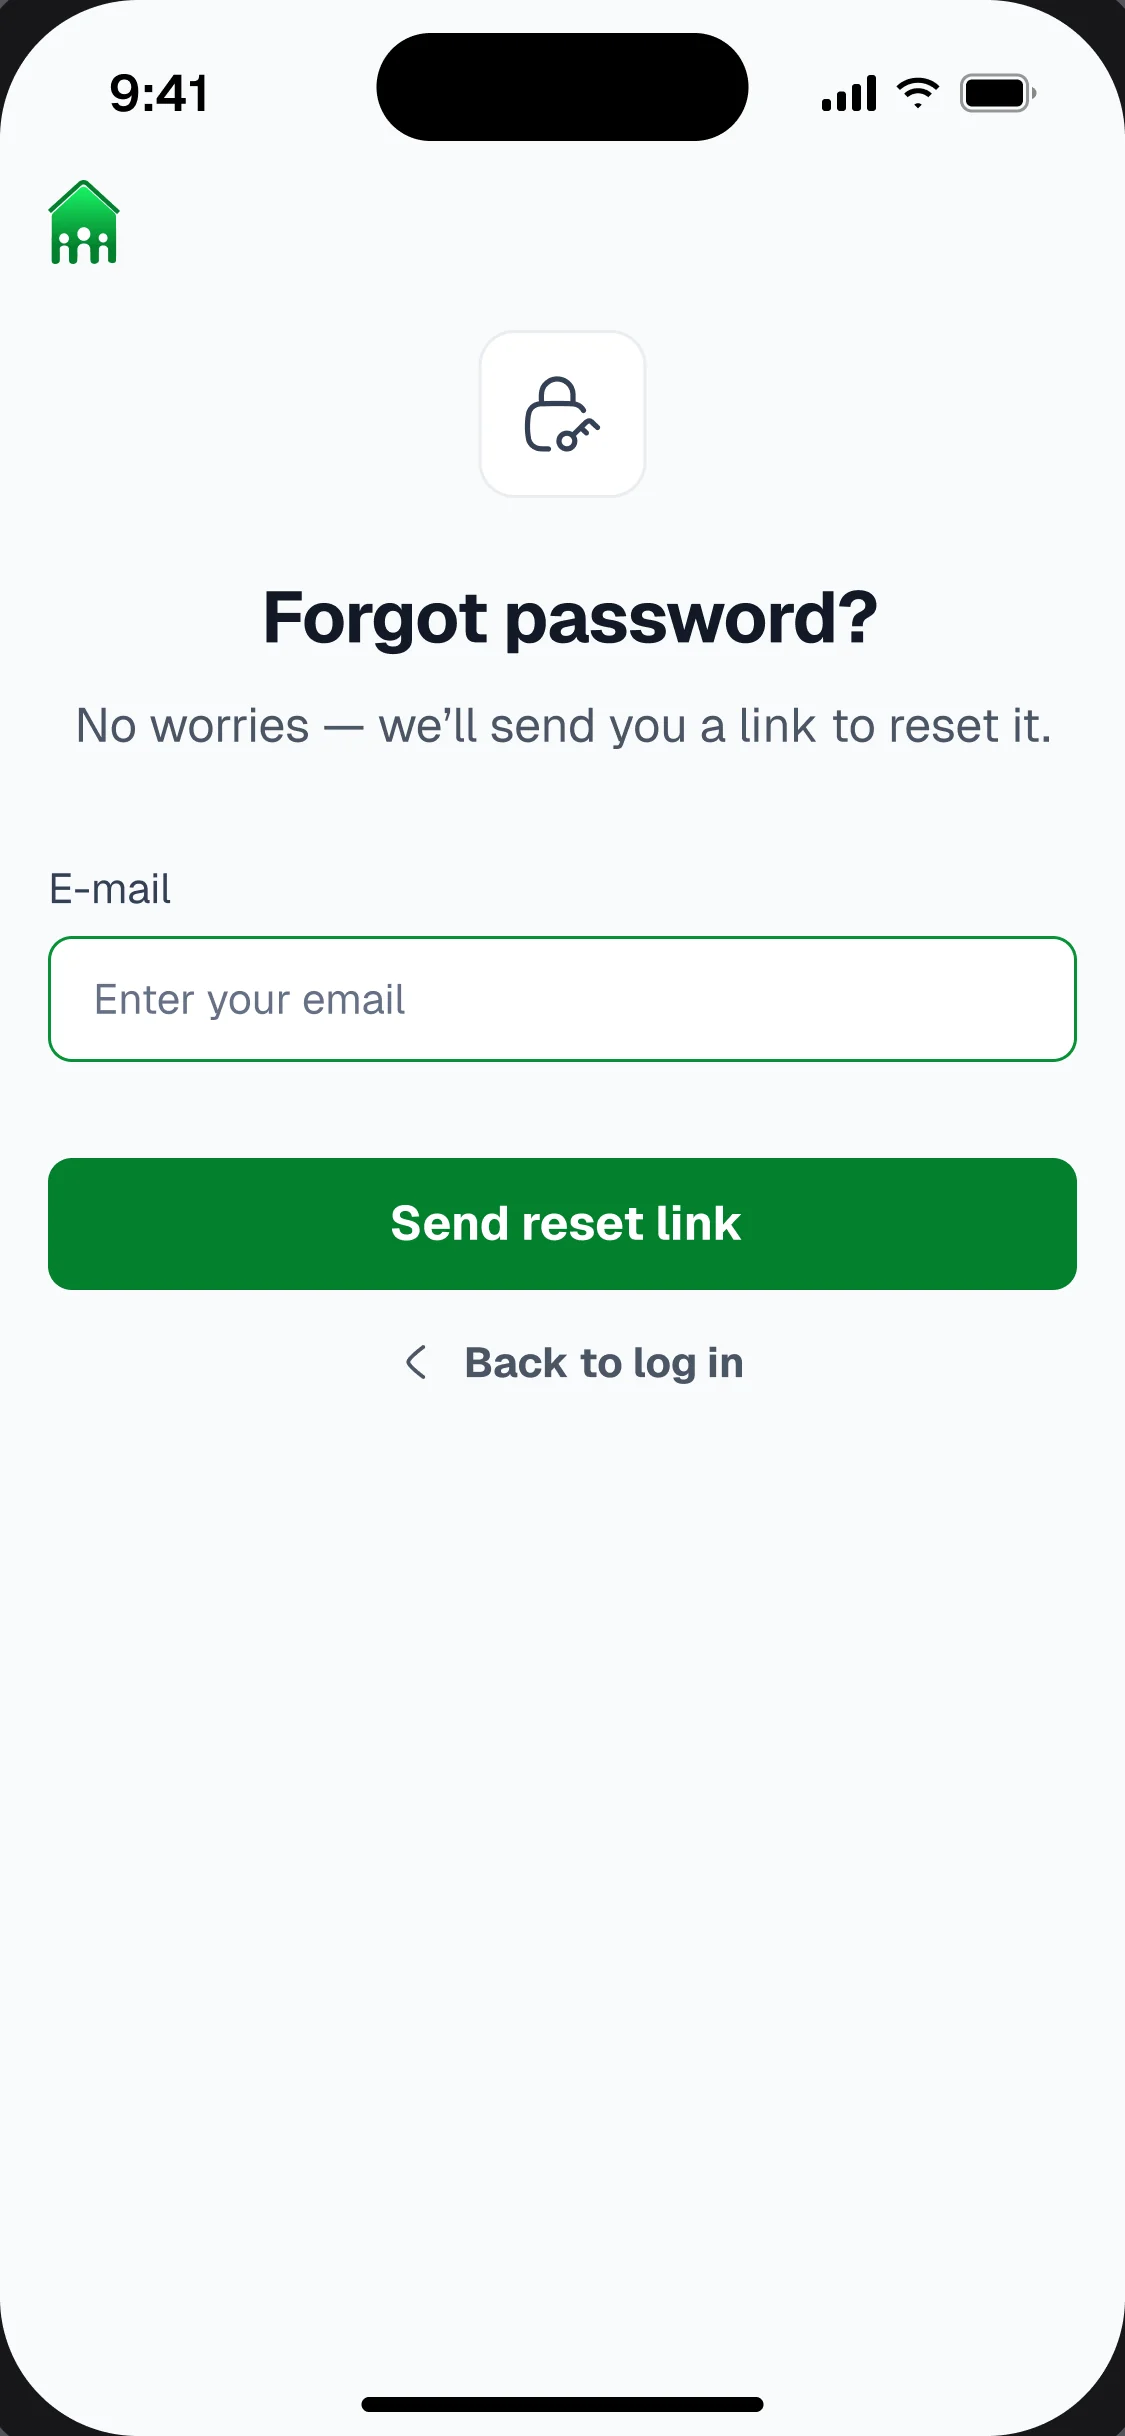 9:41
Forgot password?
No worries — we’ll send you a link to reset it.
E-mail
Enter your email
Send reset link
Back to log in